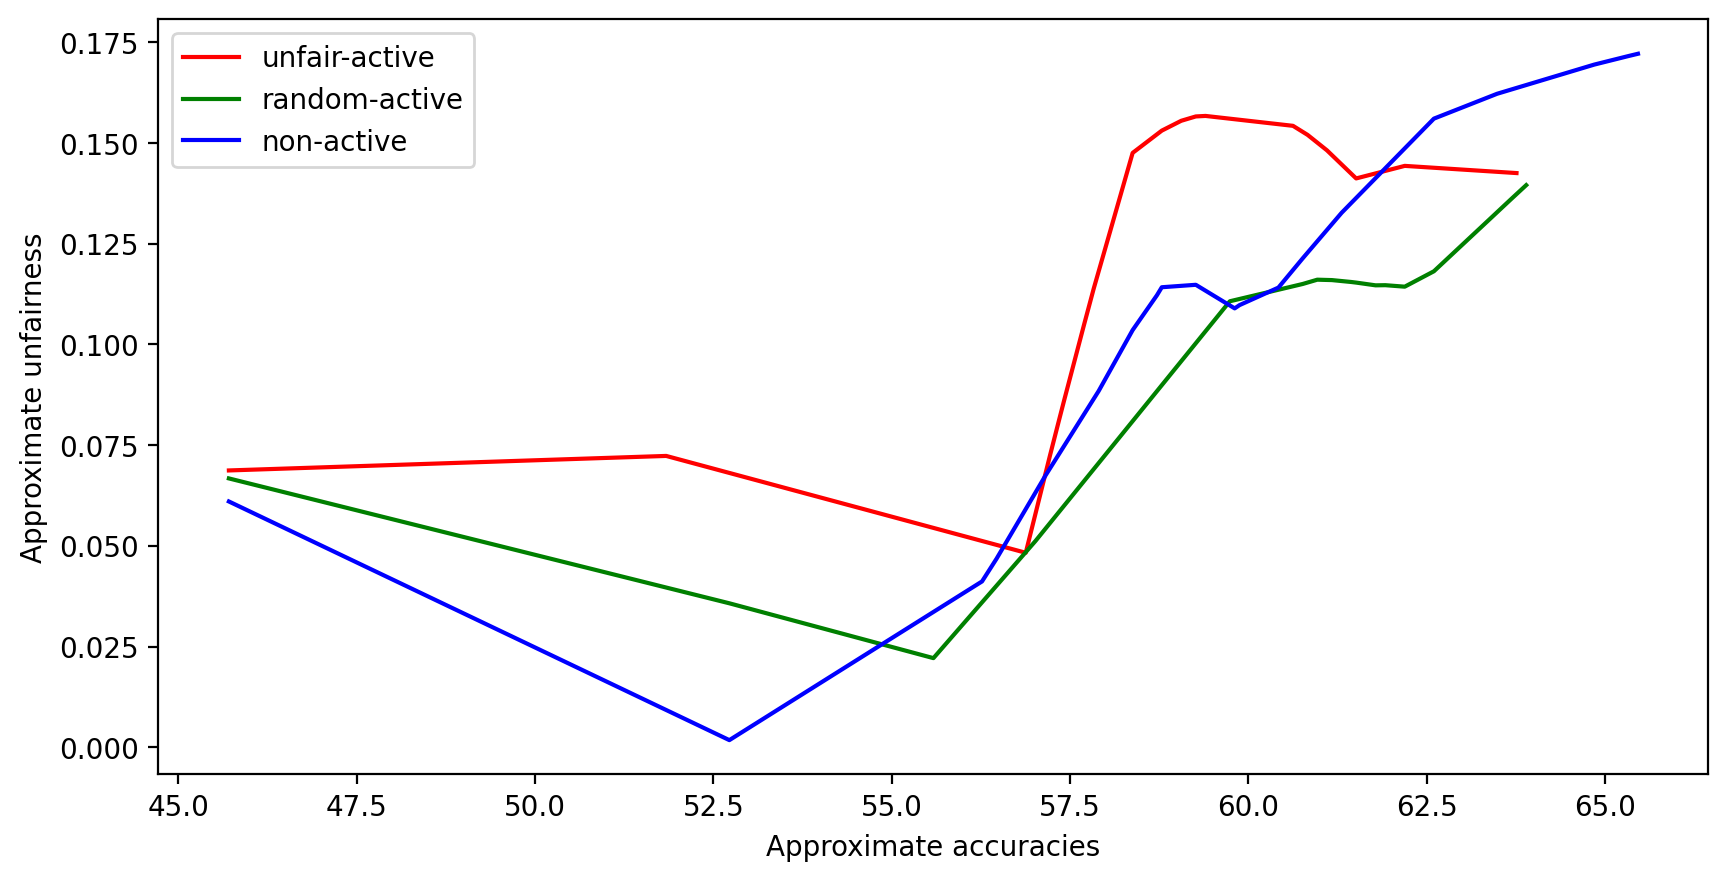 unfair-active
random-active
non-active
0.175
0.150
0.125
0.100
0.075
0.050
0.025
0.000
Approximate unfairness
45.0 47.5 50.0 52.5 55.0 57.5 60.0 62.5 65.0
Approximate accuracies